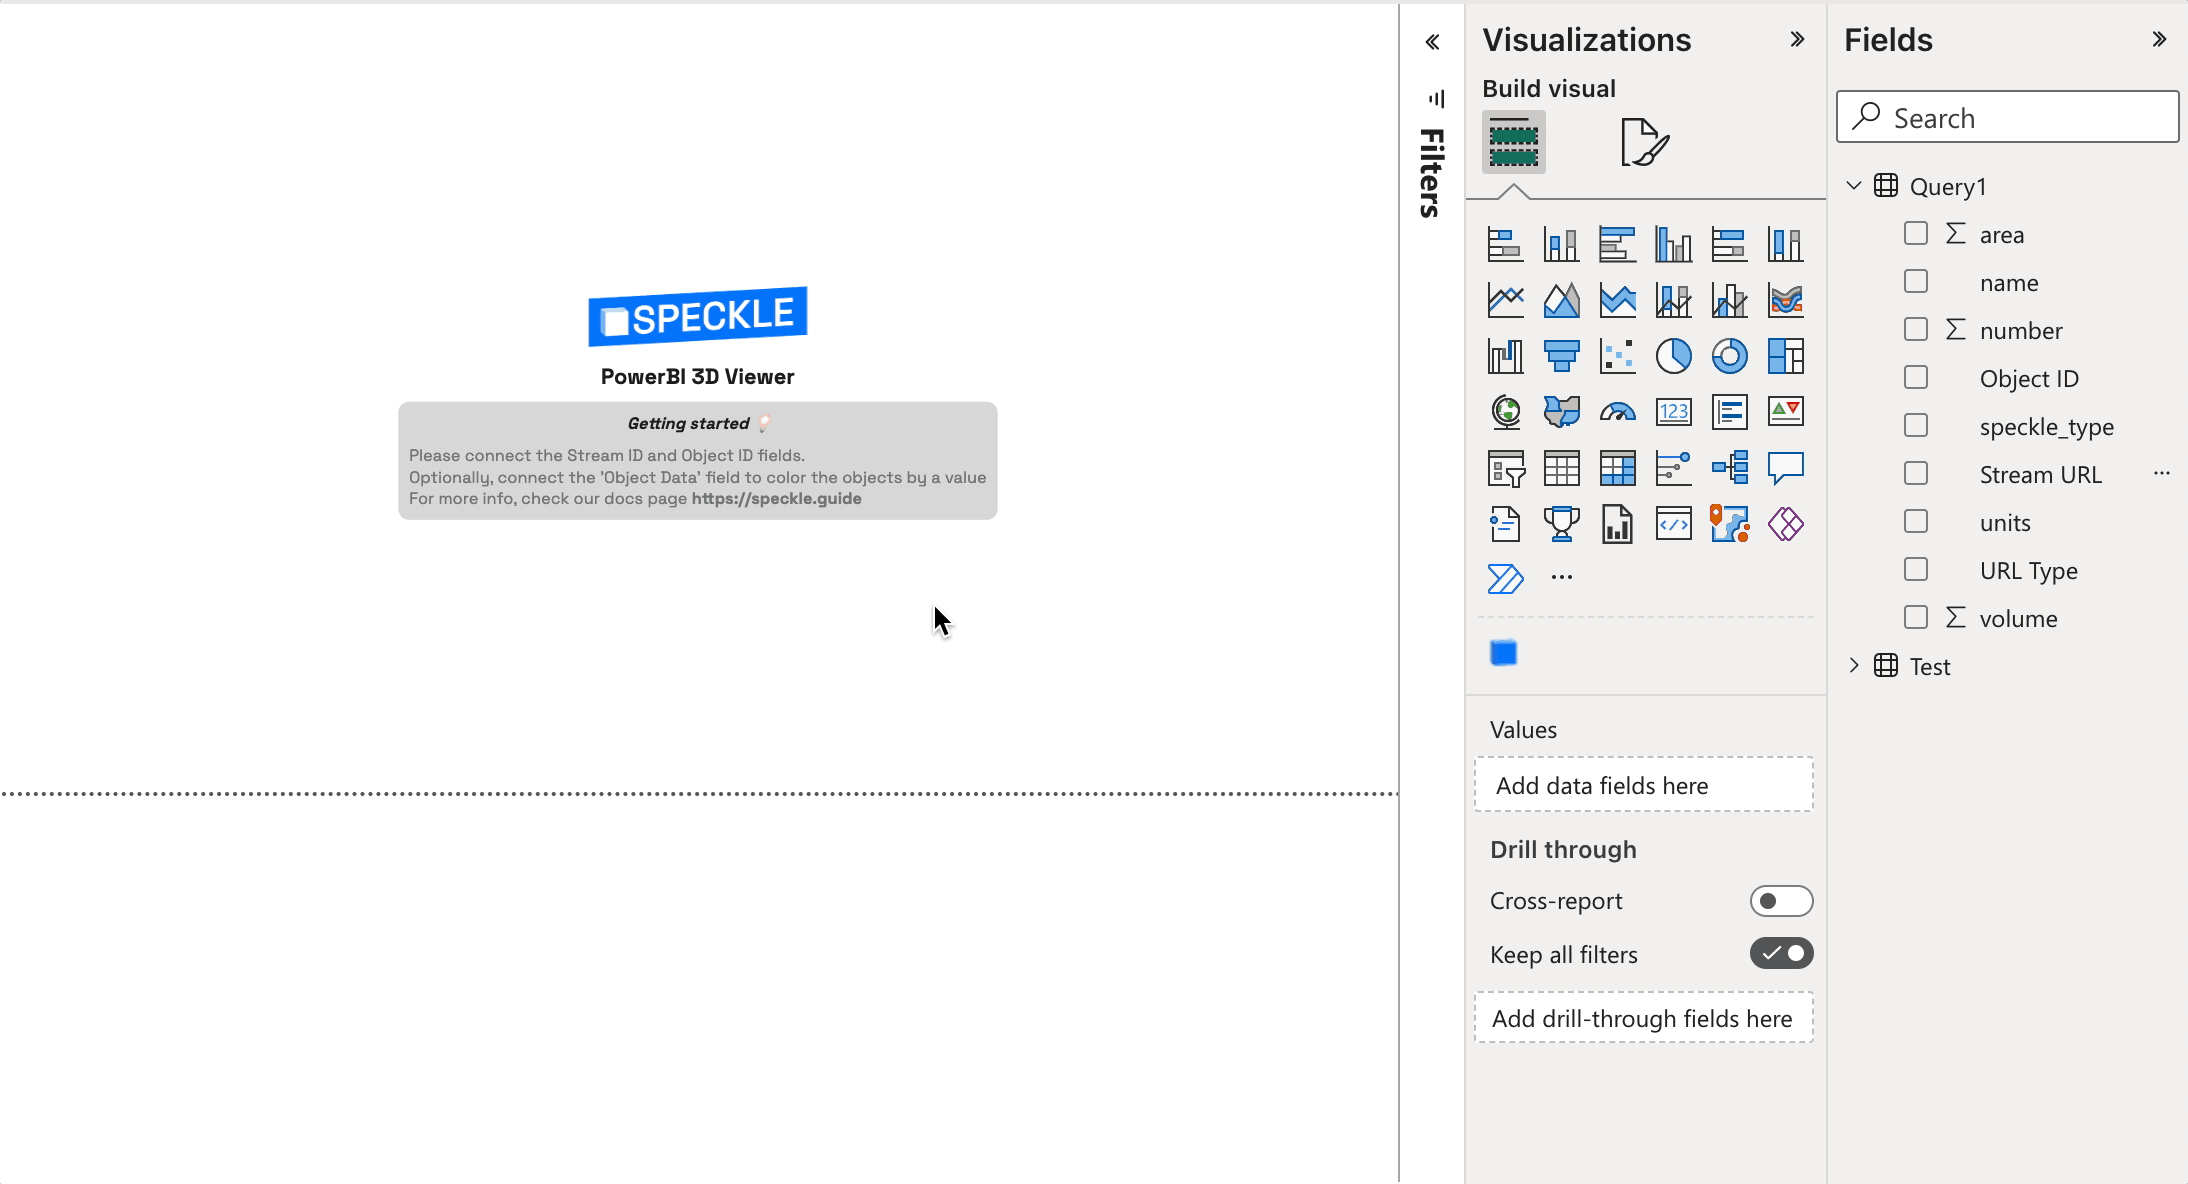 SPECKLE
PowerBI 3D Viewer
Getting started
Please connect the Stream ID and Object ID fields.
Optionally, connect the 'Object Data' field to color the objects by a value
For more info, check our docs page https://speckle.guide
Filters
Visualizations
Build visual
123
Values
Add data fields here
Drill through
Cross-report
Keep all filters
Add drill-through fields here
Fields
Search
Query1
area
name
number
Object ID
speckle_type
Stream URL
units
URL Type
volume
Test